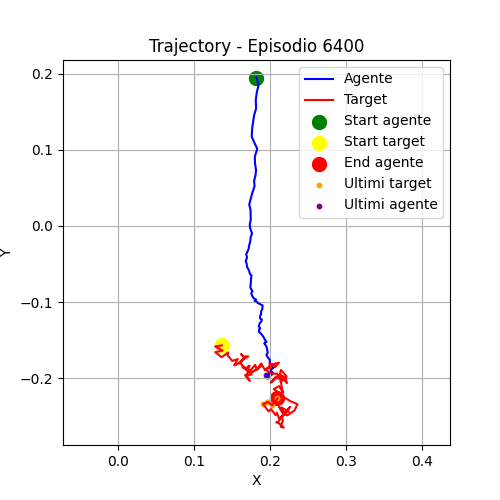 Trajectory - Episodio 6400
Agente
Target
Start agente
Start target
End agente
Ultimi target
Ultimi agente
0.2
0.1
0.0
−0.1
−0.2
Y
0.0
0.1
0.2
0.3
0.4
X